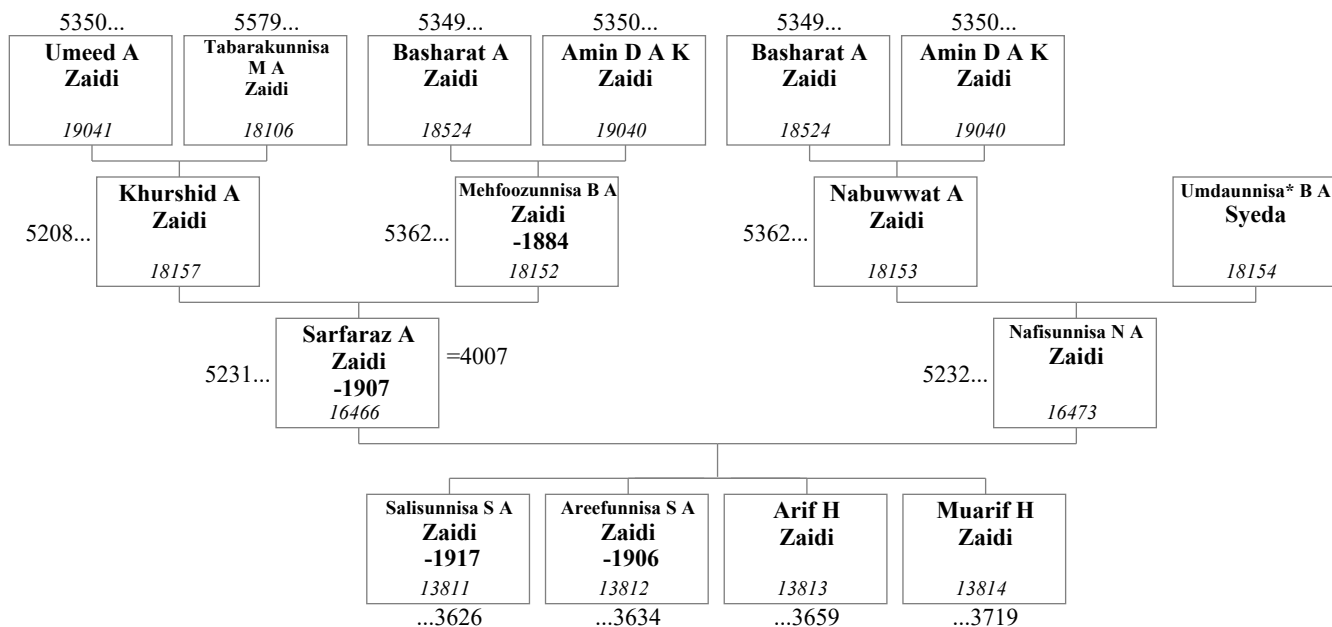 5350...
5579...
5349...
5350...
5349...
5350...
Umeed A
Zaidi
19041
Tabarakunnisa
M A
Zaidi
18106
Basharat A
Zaidi
18524
Amin D A K
Zaidi
19040
Basharat A
Zaidi
18524
Amin D A K
Zaidi
19040
5208...
Khurshid A
Zaidi
18157
5362...
Mehfoozunnisa B A
Zaidi
-1884
18152
5362...
Nabuwwat A
Zaidi
18153
Umdaunnisa* B A
Syeda
18154
5231...
Sarfaraz A
Zaidi
-1907
16466
=4007
5232...
Nafisunnisa N A
Zaidi
16473
Salisunnisa S A
Zaidi
-1917
13811
...3626
Areefunnisa S A
Zaidi
-1906
13812
...3634
Arif H
Zaidi
13813
...3659
Muarif H
Zaidi
13814
...3719